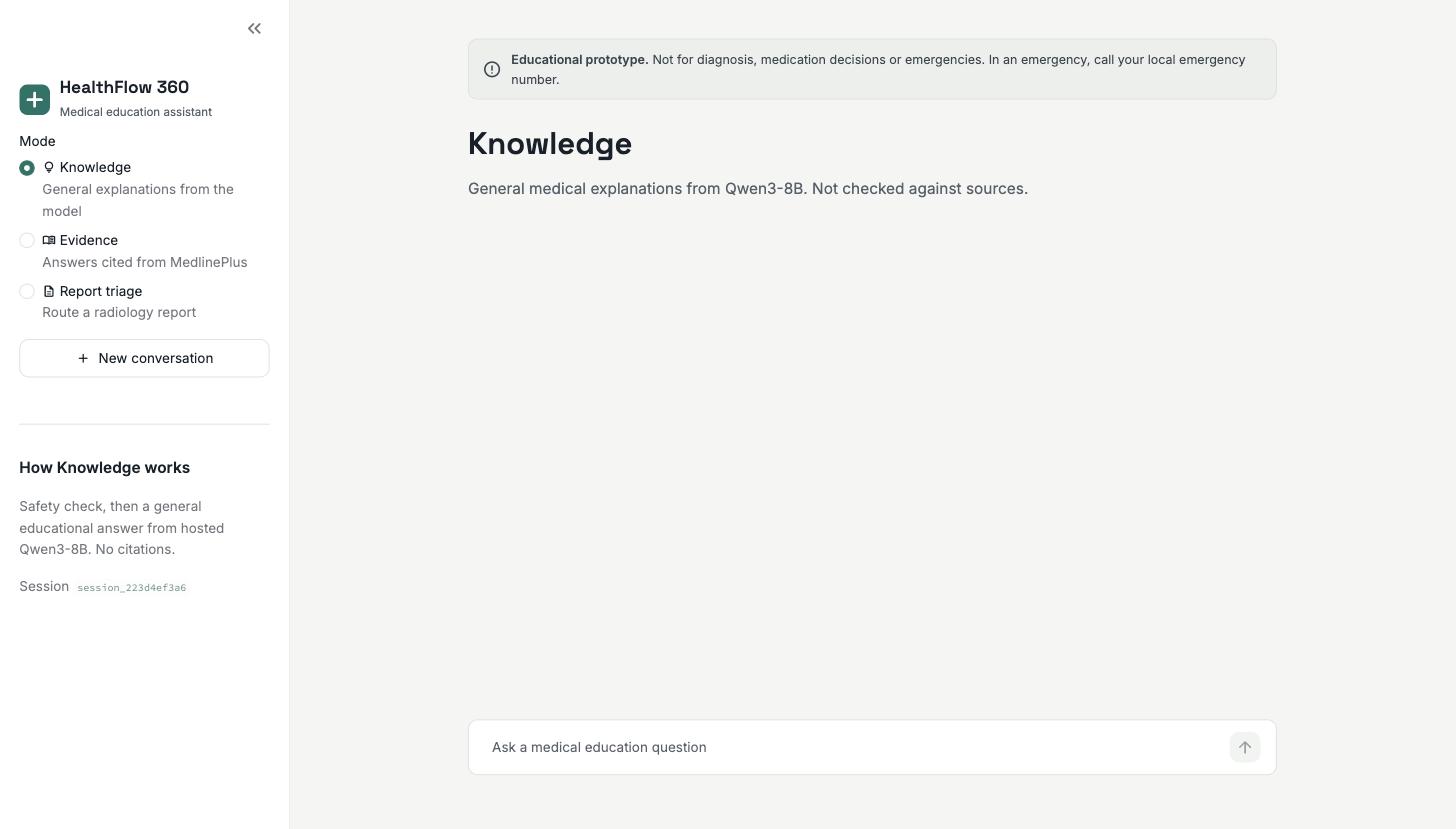 HealthFlow 360
Medical education assistant
Mode
Knowledge
General explanations from the
model
Evidence
Answers cited from MedlinePlus
Report triage
Route a radiology report
New conversation
How Knowledge works
Safety check, then a general
educational answer from hosted
Qwen3-8B. No citations.
Session session_223d4ef3a6
Educational prototype. Not for diagnosis, medication decisions or emergencies. In an emergency, call your local emergency
number.
Knowledge
General medical explanations from Qwen3-8B. Not checked against sources.
Ask a medical education question